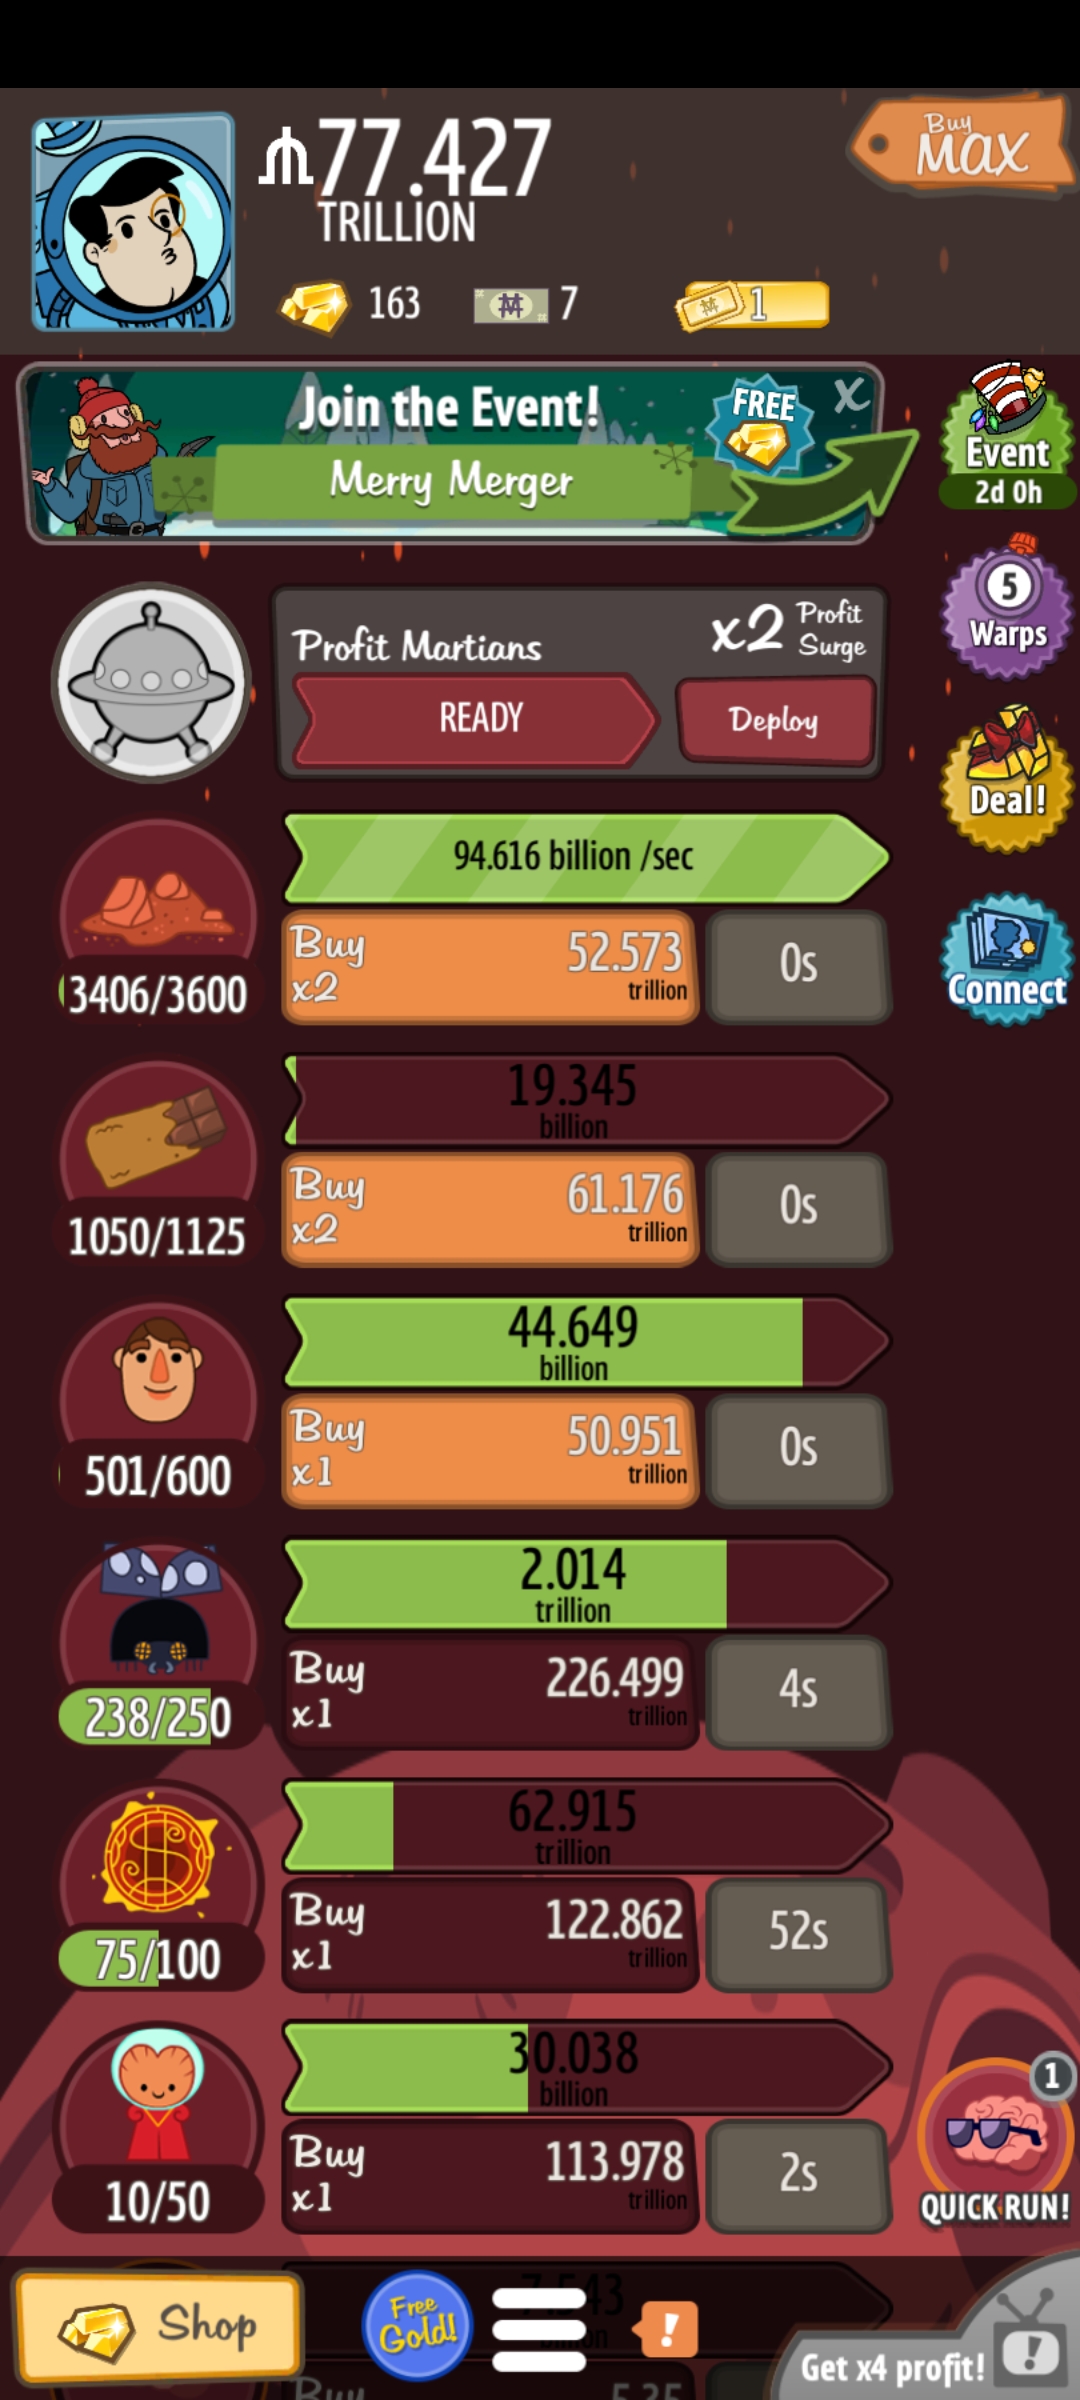 77.427
TRILLION
Buy
MAX
163
7
1
Join the Event!
FREE
X
Merry Merger
Event
2d 0h
5
Warps
Profit Martians
x2 Profit
Surge
READY
Deploy
Deal!
94.616 billion /sec
3406/3600
Buy
x2
52.573
trillion
0s
Connect
19.345
billion
1050/1125
Buy
x2
61.176
trillion
0s
44.649
billion
501/600
Buy
x1
50.951
trillion
0s
2.014
trillion
238/250
Buy
x1
226.499
trillion
4s
62.915
trillion
75/100
Buy
x1
122.862
trillion
52s
30.038
billion
10/50
Buy
x1
113.978
trillion
2s
1
QUICK RUN!
Shop
Free
Gold!
!
Get x4 profit!
!
Buy
5.35